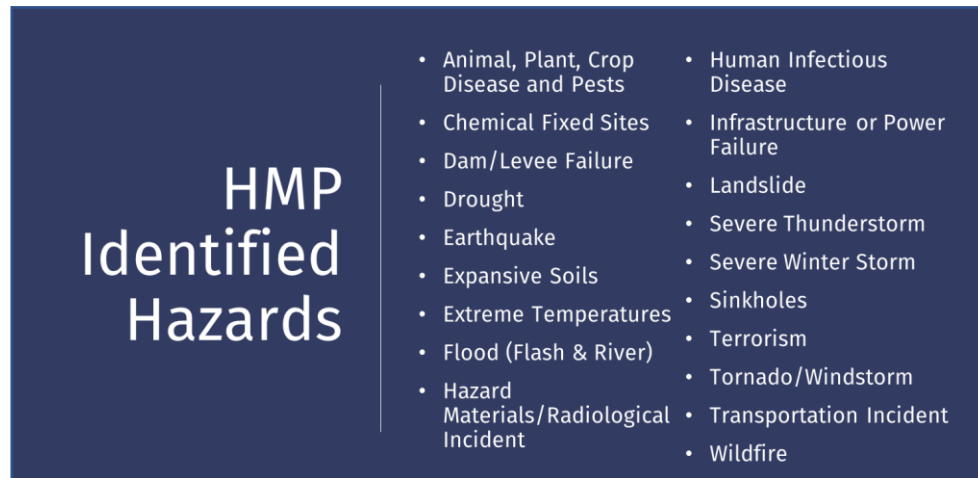 HMP
Identified
Hazards
• Animal, Plant, Crop
Disease and Pests
• Chemical Fixed Sites
• Dam/Levee Failure
• Drought
• Earthquake
• Expansive Soils
• Extreme Temperatures
• Flood (Flash & River)
• Hazard
Materials/Radiological
Incident
• Human Infectious
Disease
• Infrastructure or Power
Failure
• Landslide
• Severe Thunderstorm
• Severe Winter Storm
• Sinkholes
• Terrorism
• Tornado/Windstorm
• Transportation Incident
• Wildfire